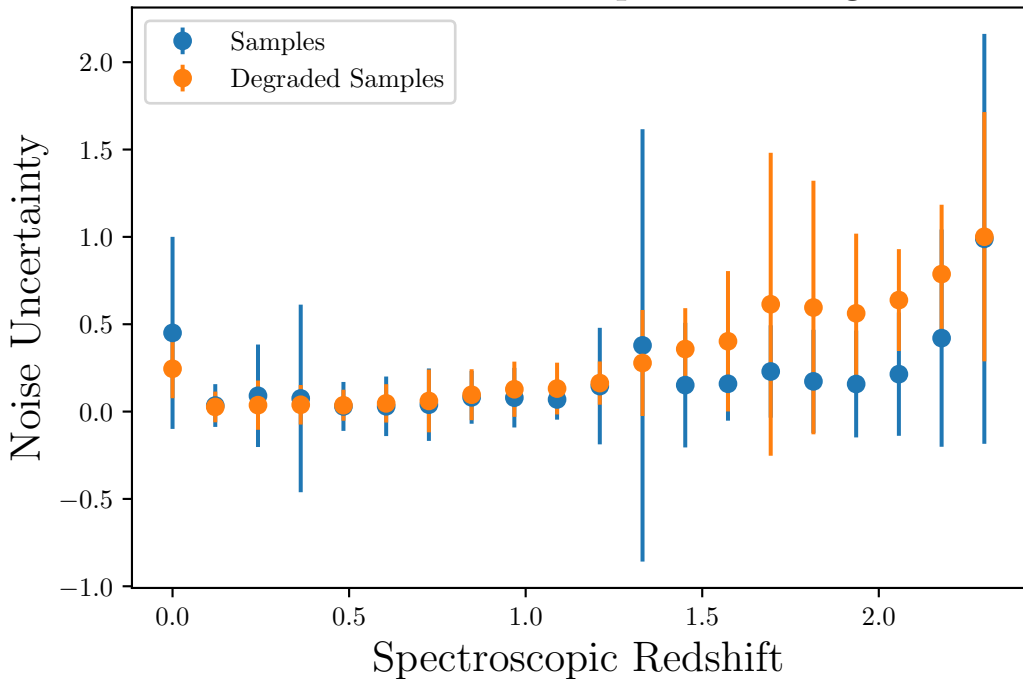 Samples
Degraded Samples
2.0
1.5
1.0
0.5
0.0
−0.5
−1.0
Noise Uncertainty
0.0 0.5 1.0 1.5 2.0
Spectroscopic Redshift